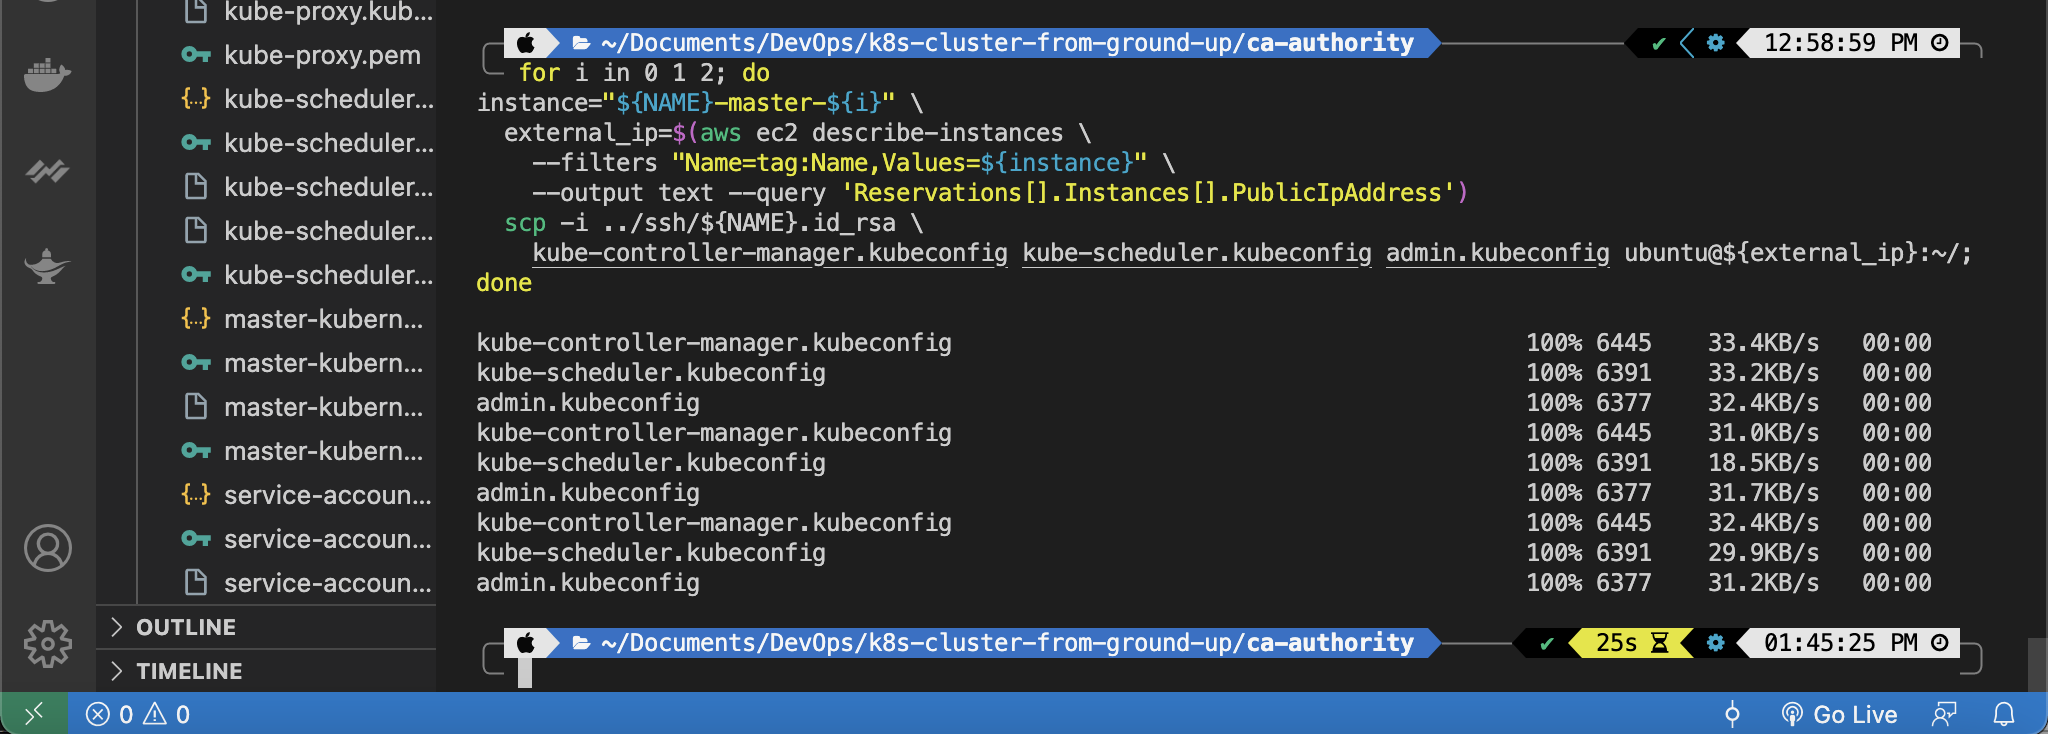 kube-proxy.kub...
kube-proxy.pem
kube-scheduler...
kube-scheduler...
kube-scheduler...
kube-scheduler...
kube-scheduler...
master-kubern...
master-kubern...
master-kubern...
master-kubern...
service-accoun...
service-accoun...
service-accoun...
OUTLINE
TIMELINE
~/Documents/DevOps/k8s-cluster-from-ground-up/ca-authority 12:58:59 PM
for i in 0 1 2; do
instance="${NAME}-master-${i}" \
external_ip=$(aws ec2 describe-instances \
--filters "Name=tag:Name,Values=${instance}" \
--output text --query 'Reservations[].Instances[].PublicIpAddress')
scp -i ../ssh/${NAME}.id_rsa \
kube-controller-manager.kubeconfig kube-scheduler.kubeconfig admin.kubeconfig ubuntu@${external_ip}:~/;
done
kube-controller-manager.kubeconfig 100% 6445 33.4KB/s 00:00
kube-scheduler.kubeconfig 100% 6391 33.2KB/s 00:00
admin.kubeconfig 100% 6377 32.4KB/s 00:00
kube-controller-manager.kubeconfig 100% 6445 31.0KB/s 00:00
kube-scheduler.kubeconfig 100% 6391 18.5KB/s 00:00
admin.kubeconfig 100% 6377 31.7KB/s 00:00
kube-controller-manager.kubeconfig 100% 6445 32.4KB/s 00:00
kube-scheduler.kubeconfig 100% 6391 29.9KB/s 00:00
admin.kubeconfig 100% 6377 31.2KB/s 00:00
~/Documents/DevOps/k8s-cluster-from-ground-up/ca-authority 25s 01:45:25 PM
0 0 Go Live